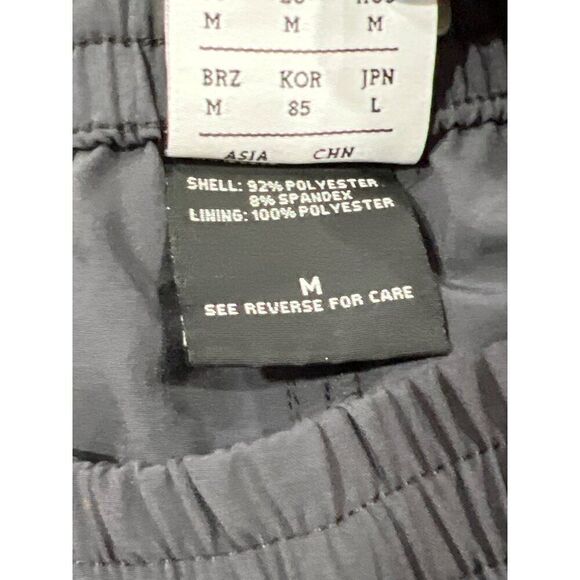 M M M
BRZ KOR JPN
M 85 L
ASIA CHN
SHELL: 92% POLYESTER
8% SPANDEX
LINING: 100% POLYESTER
M
SEE REVERSE FOR CARE